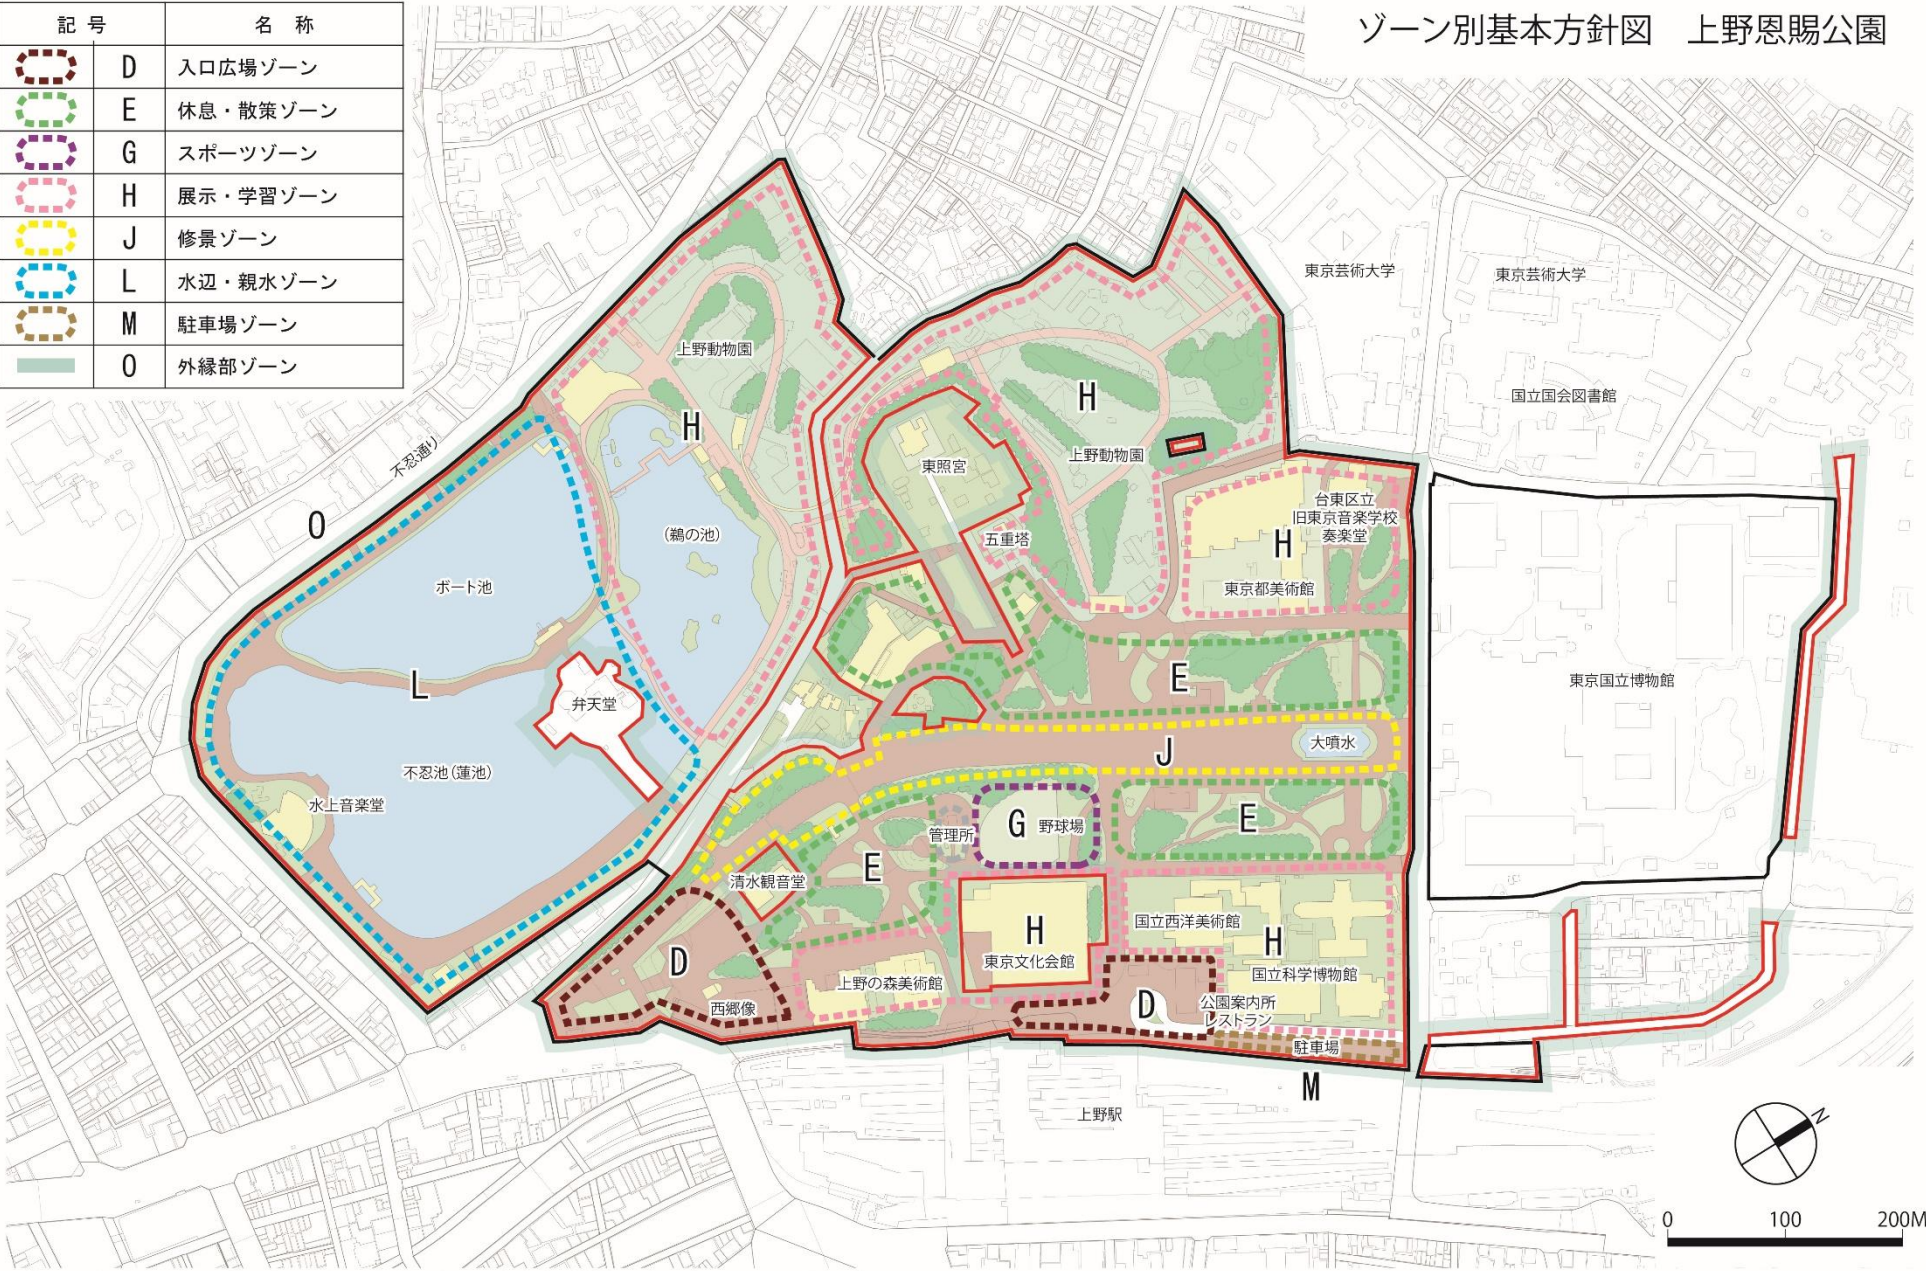 ゾーン別基本方針図 上野恩賜公園
記号 名称
D 入口広場ゾーン
E 休息・散策ゾーン
G スポーツゾーン
H 展示・学習ゾーン
J 修景ゾーン
L 水辺・親水ゾーン
M 駐車場ゾーン
O 外縁部ゾーン
東京芸術大学
東京芸術大学
上野動物園
H
国立国会図書館
H
不忍通り
上野動物園
東照宮
台東区立
旧東京音楽学校
奏楽堂
O
(鵜の池)
五重塔
H
ボート池
東京都美術館
L
弁天堂
E
東京国立博物館
不忍池(蓮池)
J
大噴水
水上音楽堂
管理所
G
野球場
E
清水観音堂
E
国立西洋美術館
H
東京文化会館
H
国立科学博物館
D
上野の森美術館
西郷像
D
公園案内所
レストラン
駐車場
M
上野駅
N
0 100 200M